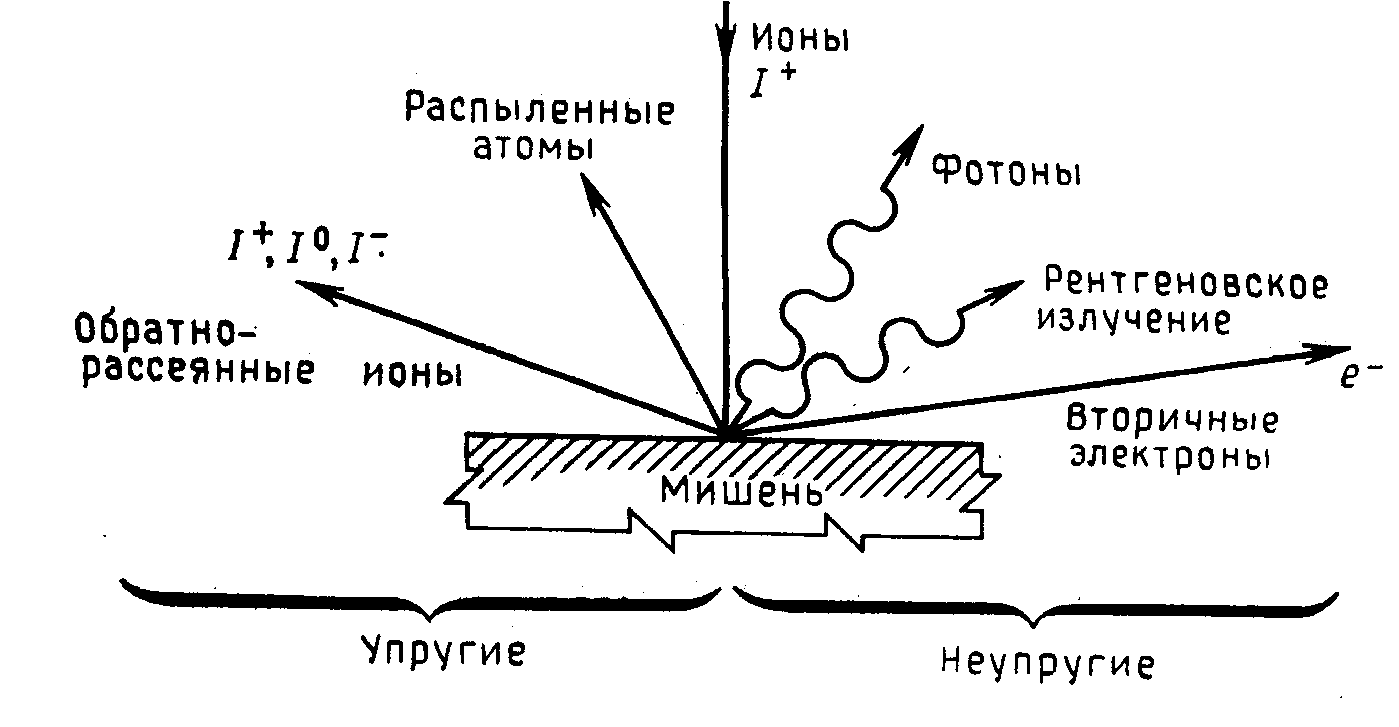 Ионы
I⁺
Распыленные
атомы
Фотоны
I⁺, I⁰, I⁻
Рентгеновское
излучение
Обратно-
рассеянные ионы
e⁻
Вторичные
электроны
Мишень
Упругие
Неупругие